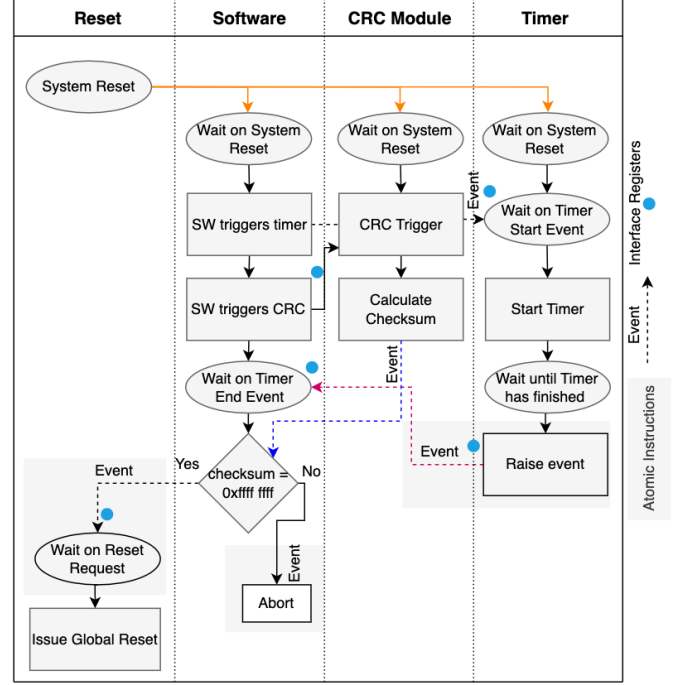 Reset
Software
CRC Module
Timer
System Reset
Wait on System
Reset
Wait on System
Reset
Wait on System
Reset
SW triggers timer
CRC Trigger
Event
Wait on Timer
Start Event
Interface Registers
SW triggers CRC
Calculate
Checksum
Start Timer
Event
Wait on Timer
End Event
Event
Wait until Timer
has finished
Atomic Instructions
Event
Raise event
Yes
checksum =
0xffff ffff
No
Event
Wait on Reset
Request
Event
Abort
Issue Global Reset